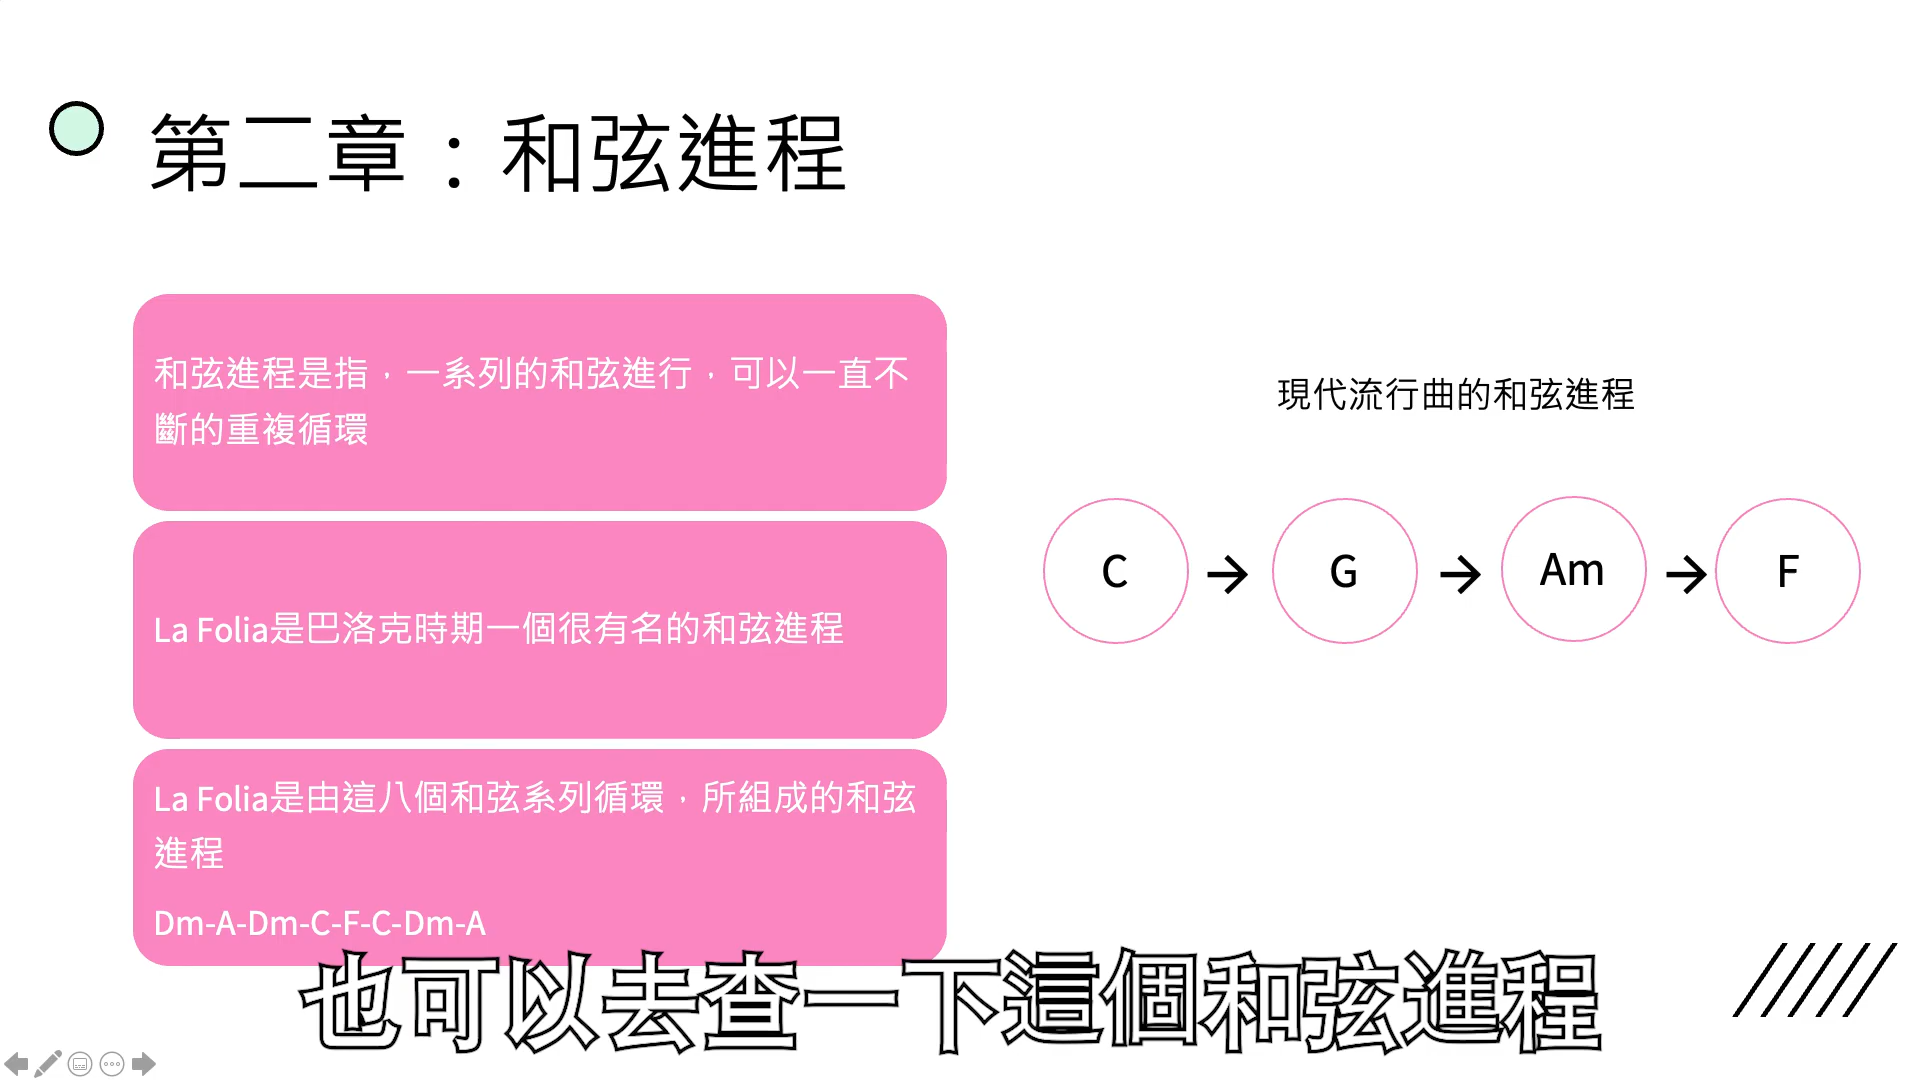 第二章：和弦進程
和弦進程是指，一系列的和弦進行，可以一直不
斷的重複循環
La Folia是巴洛克時期一個很有名的和弦進程
La Folia是由這八個和弦系列循環，所組成的和弦
進程
Dm-A-Dm-C-F-C-Dm-A
現代流行曲的和弦進程
C → G → Am → F
也可以去查一下這個和弦進程